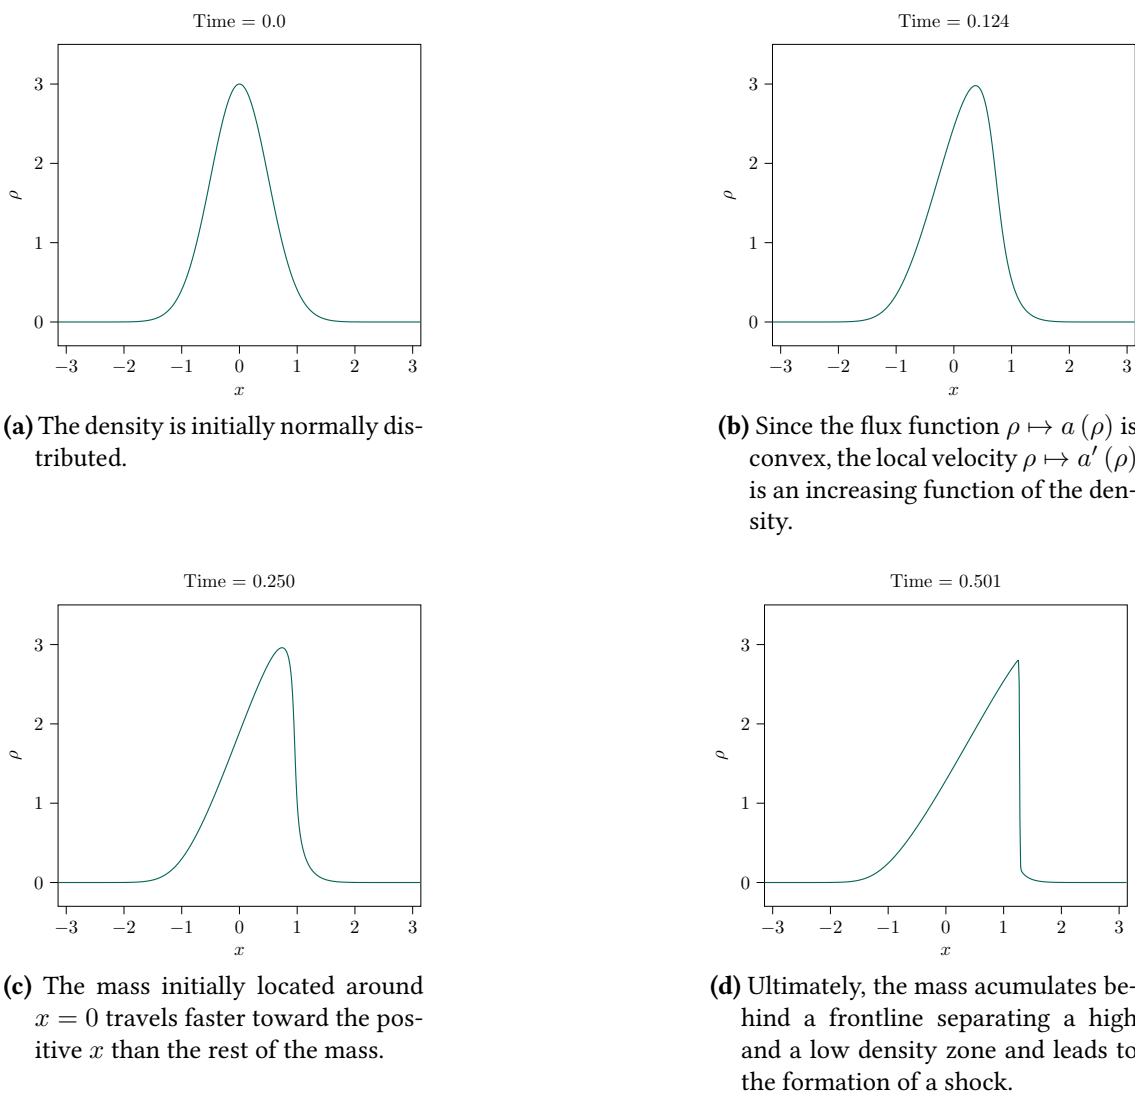 Time = 0.0
3
2
1
0
ρ
−3 −2 −1 0 1 2 3
x
(a) The density is initially normally dis-
tributed.
Time = 0.124
3
2
1
0
ρ
−3 −2 −1 0 1 2 3
x
(b) Since the flux function ρ ↦ a (ρ) is
convex, the local velocity ρ ↦ a′ (ρ)
is an increasing function of the den-
sity.
Time = 0.250
3
2
1
0
ρ
−3 −2 −1 0 1 2 3
x
(c) The mass initially located around
x = 0 travels faster toward the pos-
itive x than the rest of the mass.
Time = 0.501
3
2
1
0
ρ
−3 −2 −1 0 1 2 3
x
(d) Ultimately, the mass acumulates be-
hind a frontline separating a high
and a low density zone and leads to
the formation of a shock.